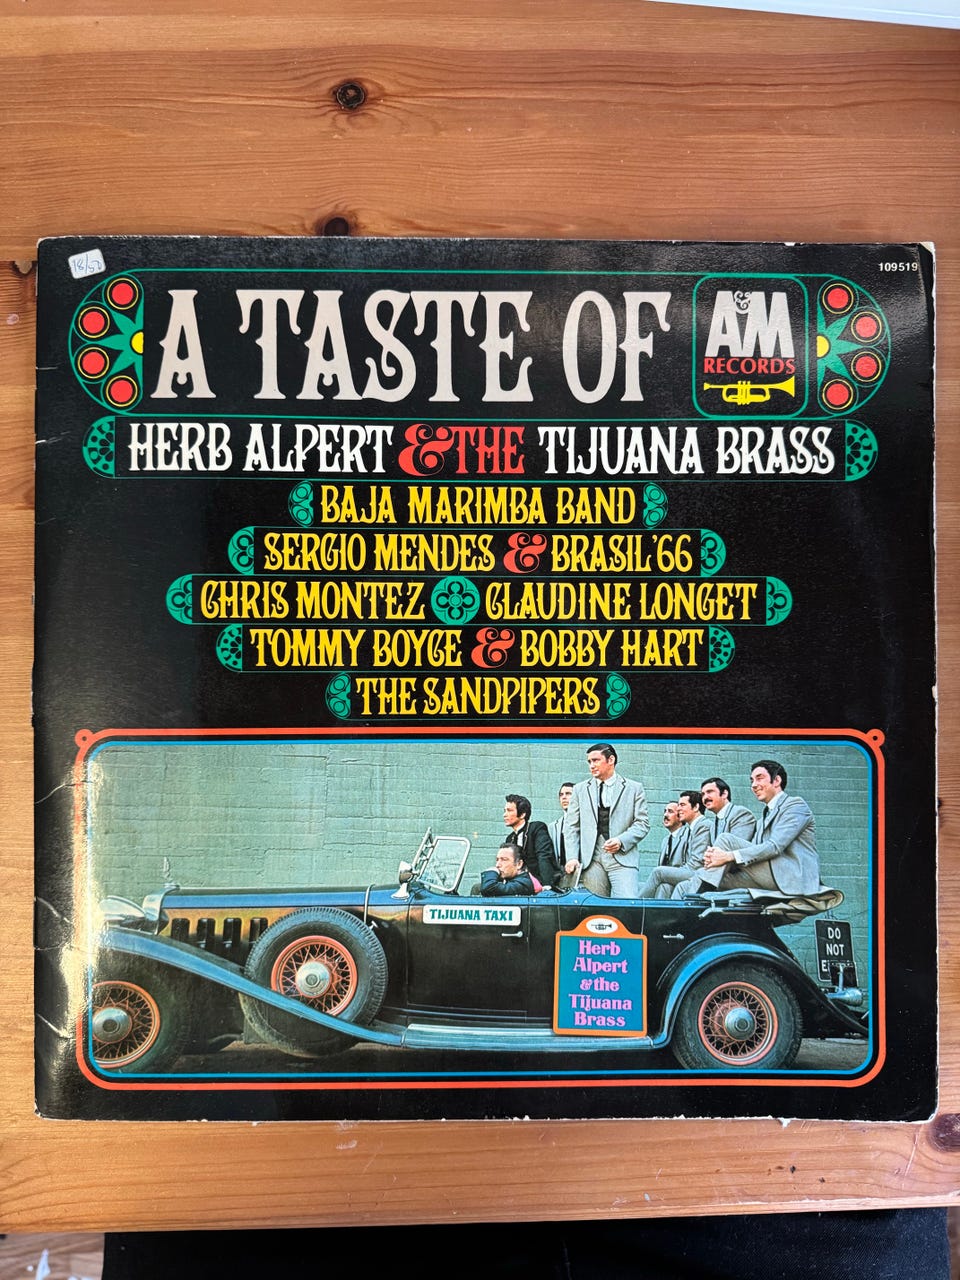 18/50
109519
A TASTE OF A&M RECORDS
HERB ALPERT & THE TIJUANA BRASS
BAJA MARIMBA BAND
SERGIO MENDES & BRASIL '66
CHRIS MONTEZ CLAUDINE LONGET
TOMMY BOYCE & BOBBY HART
THE SANDPIPERS
TIJUANA TAXI
Herb
Alpert
& the
Tijuana
Brass
DO
NOT